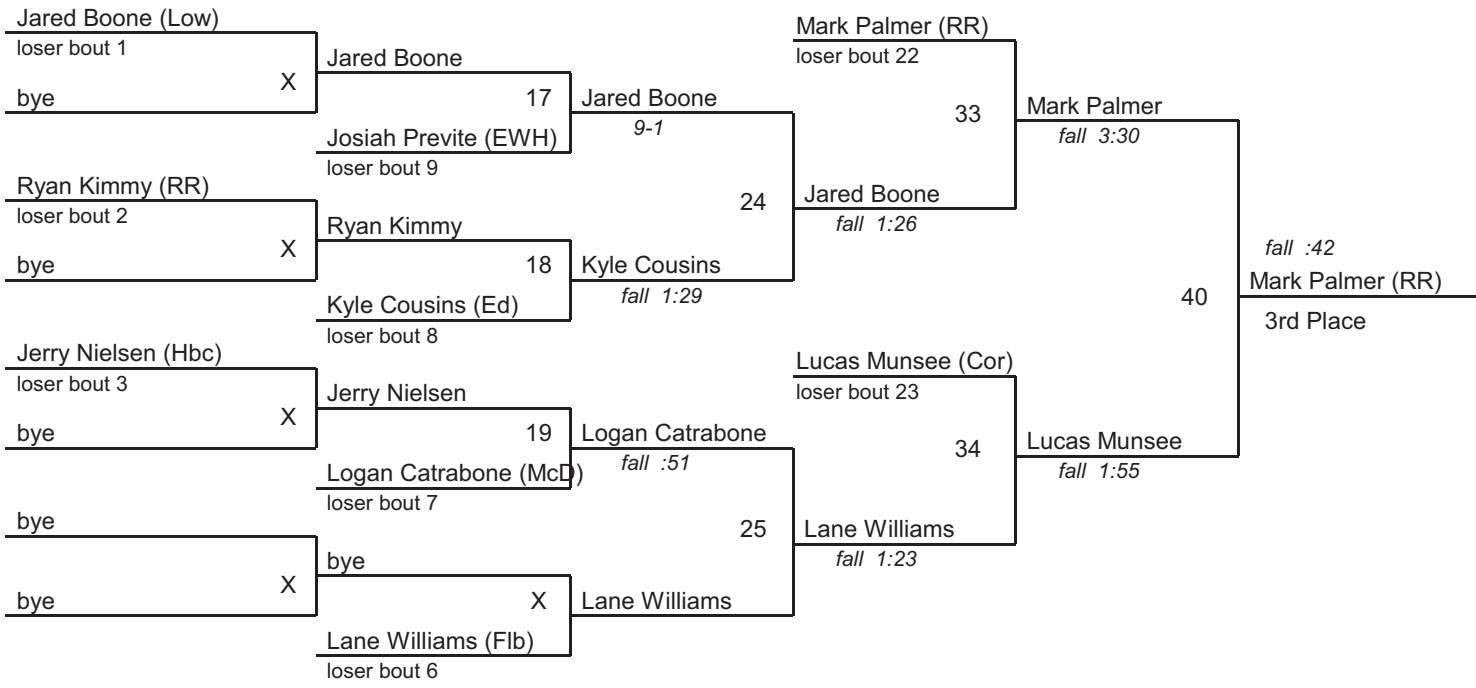 Jared Boone (Low)
loser bout 1
X
bye
Ryan Kimmy (RR)
loser bout 2
X
bye
Jerry Nielsen (Hbc)
loser bout 3
X
bye
bye
X
bye
Jared Boone
17
Josiah Previte (EWH)
loser bout 9
Ryan Kimmy
18
Kyle Cousins (Ed)
loser bout 8
Jerry Nielsen
19
Logan Catrabone (McD)
loser bout 7
bye
X
Lane Williams (Flb)
loser bout 6
Jared Boone
9-1
24
Kyle Cousins
fall 1:29
Logan Catrabone
fall :51
25
Lane Williams
Mark Palmer (RR)
loser bout 22
33
Jared Boone
fall 1:26
Lucas Munsee (Cor)
loser bout 23
34
Lane Williams
fall 1:23
Mark Palmer
fall 3:30
40
Lucas Munsee
fall 1:55
fall :42
Mark Palmer (RR)
3rd Place